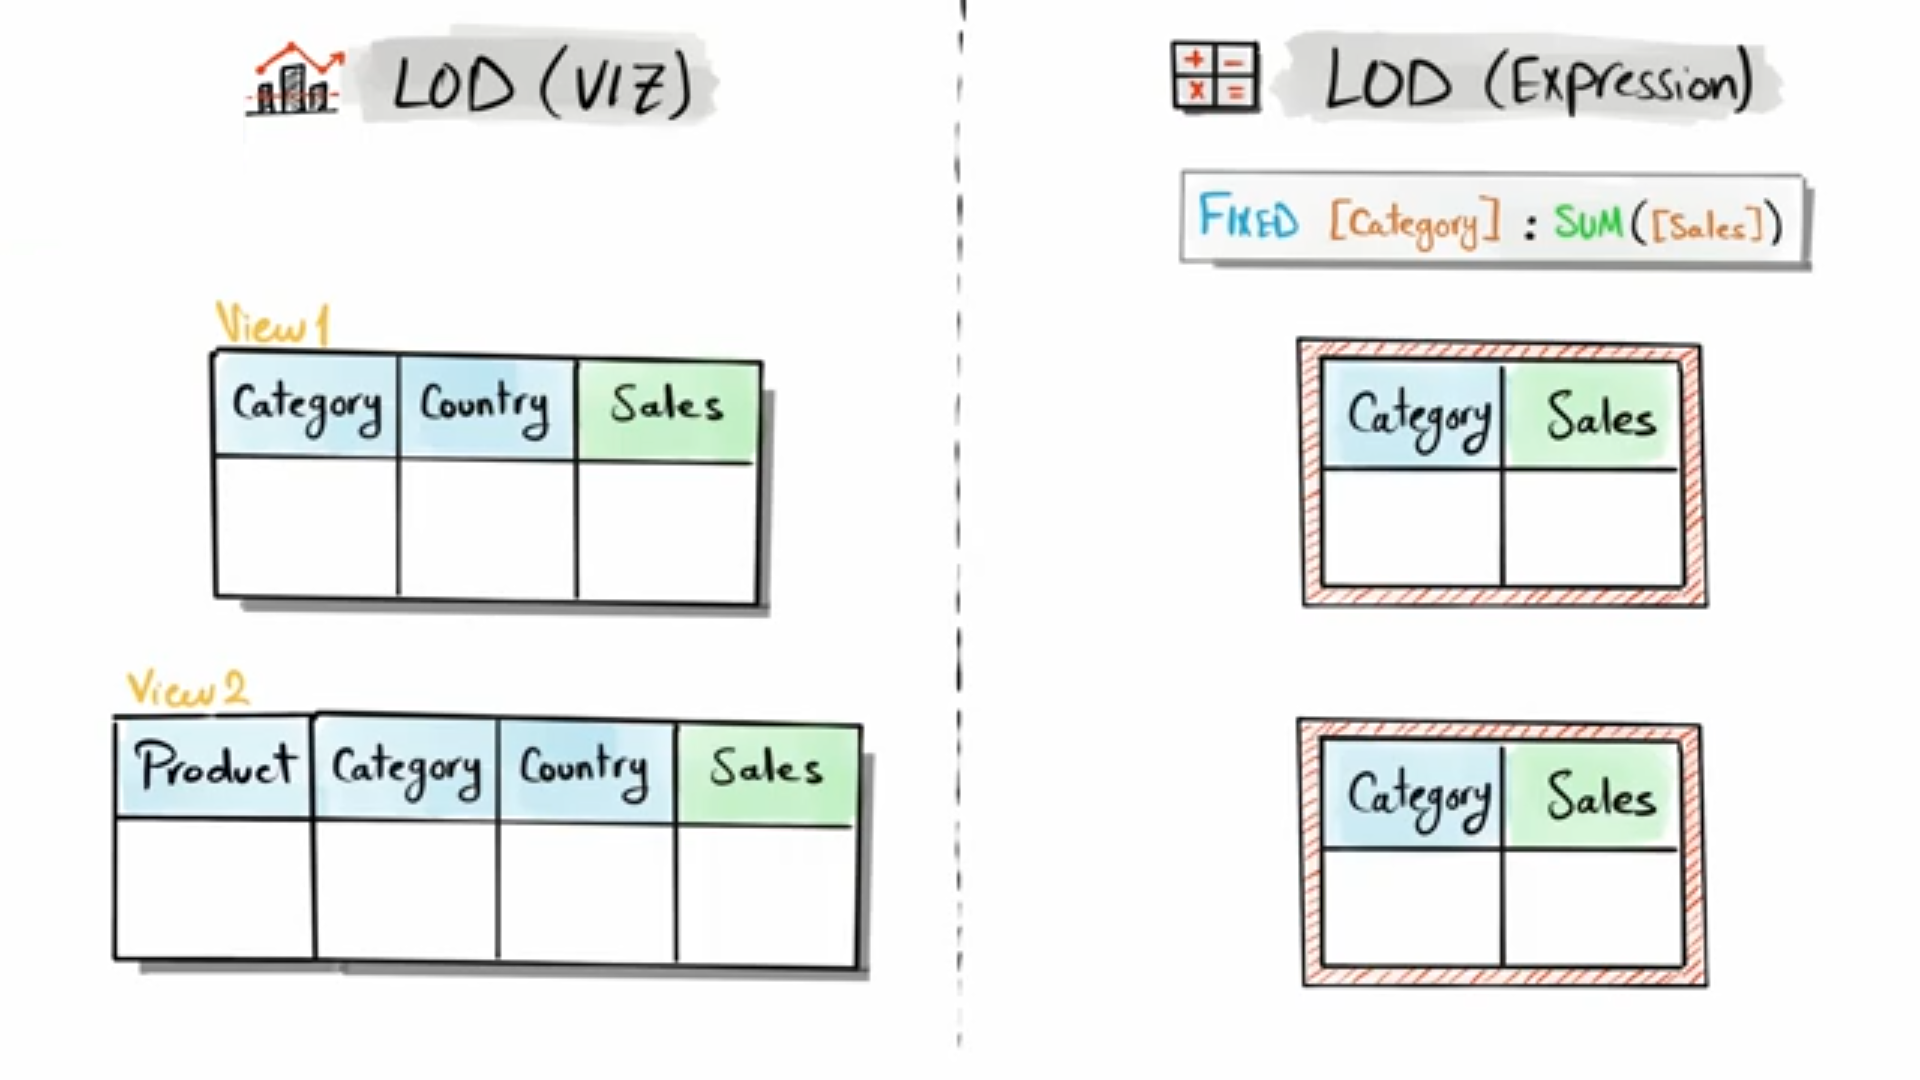 LOD (VIZ)
View 1
Category Country Sales
View 2
Product Category Country Sales
+ -
x =
LOD (Expression)
FIXED [Category] : SUM([Sales])
Category Sales
Category Sales